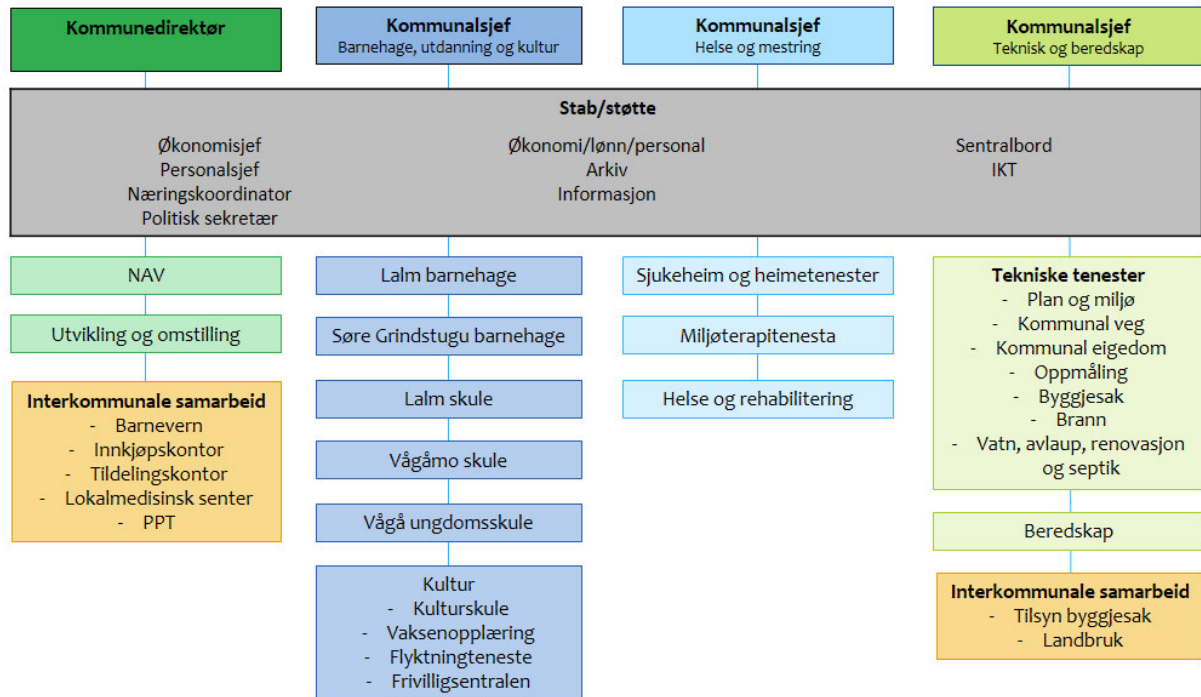 Kommunedirektør
Kommunalsjef
Barnehage, utdanning og kultur
Kommunalsjef
Helse og mestring
Kommunalsjef
Teknisk og beredskap
Stab/støtte
Økonomisjef
Personalsjef
Næringskoordinator
Politisk sekretær
Økonomi/lønn/personal
Arkiv
Informasjon
Sentralbord
IKT
NAV
Utvikling og omstilling
Interkommunale samarbeid
- Barnevern
- Innkjøpskontor
- Tildelingskontor
- Lokalmedisinsk senter
- PPT
Lalm barnehage
Søre Grindstugu barnehage
Lalm skule
Vågåmo skule
Vågå ungdomsskule
Kultur
- Kulturskule
- Vaksenopplæring
- Flyktningteneste
- Frivilligsentralen
Sjukeheim og heimetenester
Miljøterapitenesta
Helse og rehabilitering
Tekniske tenester
- Plan og miljø
- Kommunal veg
- Kommunal eigedom
- Oppmåling
- Byggjesak
- Brann
- Vatn, avlaup, renovasjon
og septik
Beredskap
Interkommunale samarbeid
- Tilsyn byggjesak
- Landbruk